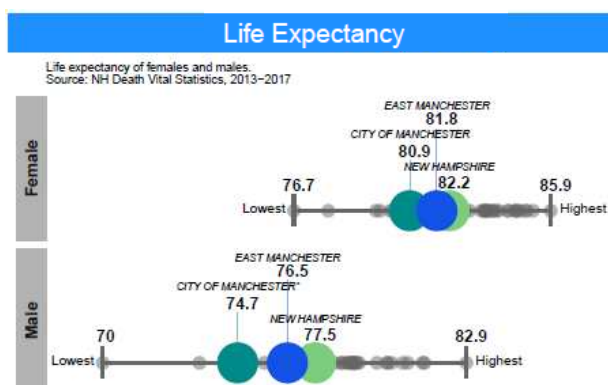 Life Expectancy
Life expectancy of females and males.
Source: NH Death Vital Statistics, 2013−2017
Female
EAST MANCHESTER
81.8
CITY OF MANCHESTER
80.9
NEW HAMPSHIRE
82.2
76.7
85.9
Lowest
Highest
Male
EAST MANCHESTER
76.5
CITY OF MANCHESTER*
74.7
NEW HAMPSHIRE
77.5
70
82.9
Lowest
Highest